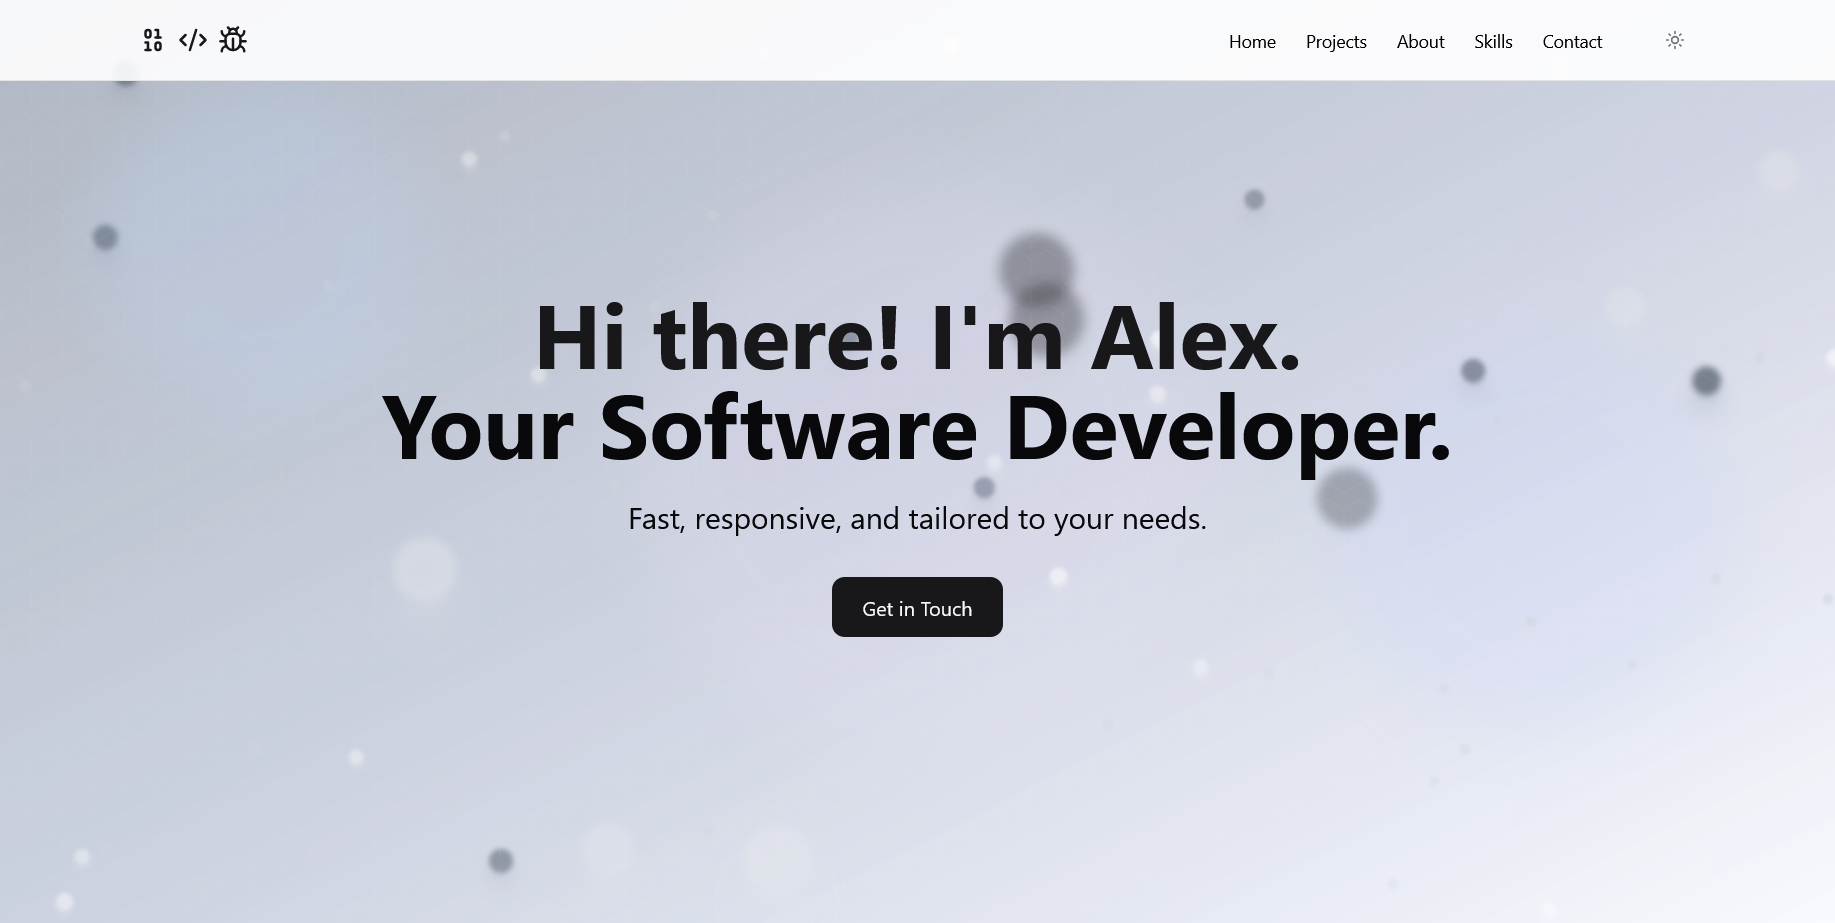 01
10
Home Projects About Skills Contact
Hi there! I'm Alex.
Your Software Developer.
Fast, responsive, and tailored to your needs.
Get in Touch